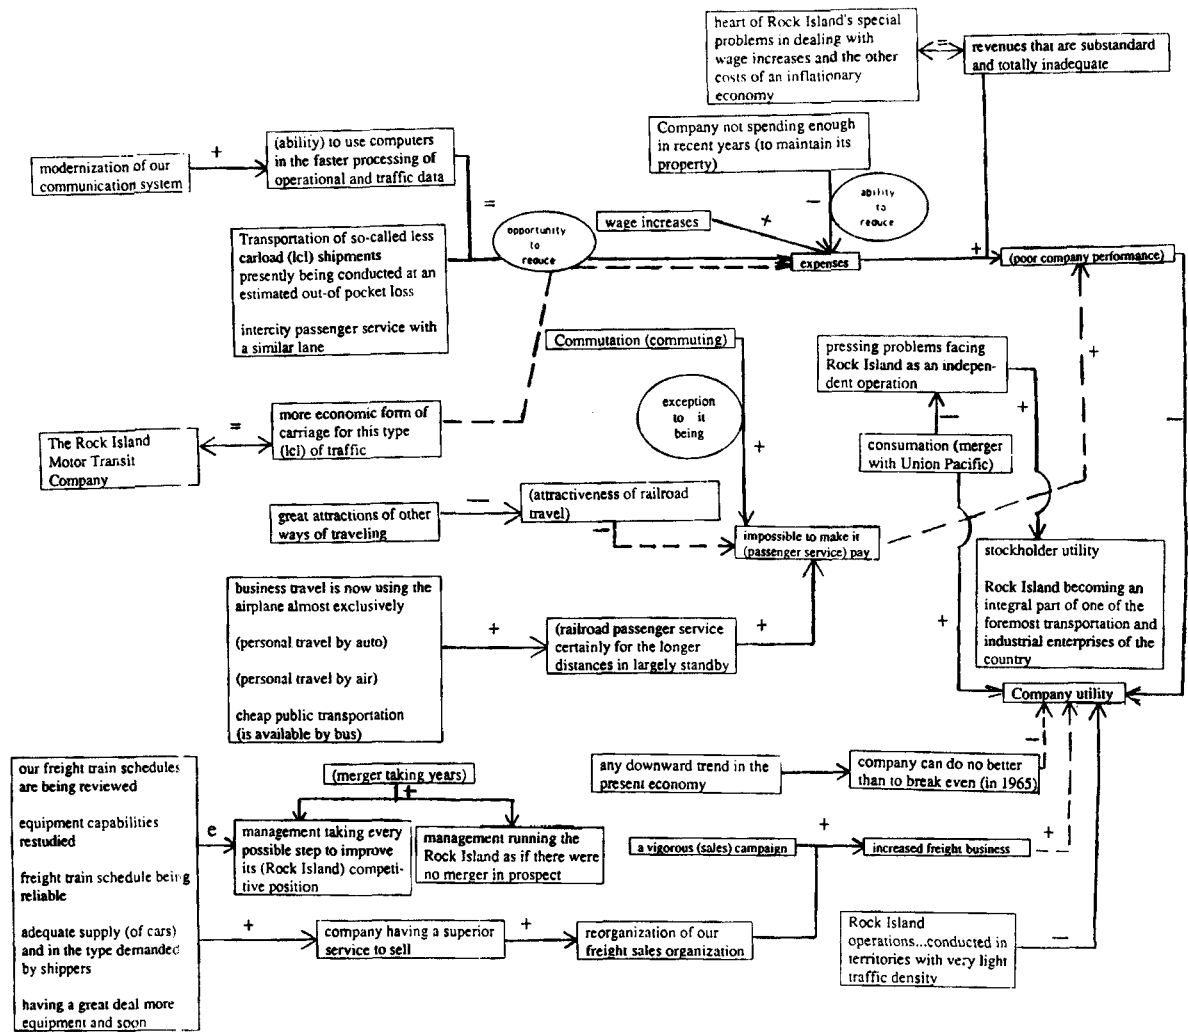 heart of Rock Island's special
problems in dealing with
wage increases and the other
costs of an inflationary
economy
=
revenues that are substandard
and totally inadequate
Company not spending enough
in recent years (to maintain its
property)
modernization of our
communication system
+
(ability) to use computers
in the faster processing of
operational and traffic data
=
–
ability
to
reduce
Transportation of so-called less
carload (lcl) shipments
presently being conducted at an
estimated out-of pocket loss
intercity passenger service with
a similar lane
opportunity
to
reduce
wage increases
+
expenses
+
(poor company performance)
Commutation (commuting)
pressing problems facing
Rock Island as an indepen-
dent operation
+
exception
to it
being
+
–
+
–
more economic form of
carriage for this type
(lcl) of traffic
=
The Rock Island
Motor Transit
Company
consumation (merger
with Union Pacific)
great attractions of other
ways of traveling
–
(attractiveness of railroad
travel)
–
impossible to make it
(passenger service) pay
stockholder utility
Rock Island becoming an
integral part of one of the
foremost transportation and
industrial enterprises of the
country
business travel is now using the
airplane almost exclusively
(personal travel by auto)
(personal travel by air)
cheap public transportation
(is available by bus)
+
(railroad passenger service
certainly for the longer
distances in largely standby
+
+
Company utility
our freight train schedules
are being reviewed
equipment capabilities
restudied
freight train schedule being
reliable
adequate supply (of cars)
and in the type demanded
by shippers
having a great deal more
equipment and soon
(merger taking years)
+
any downward trend in the
present economy
company can do no better
than to break even (in 1965)
–
e
management taking every
possible step to improve
its (Rock Island) competi-
tive position
management running the
Rock Island as if there were
no merger in prospect
a vigorous (sales) campaign
+
increased freight business
+
+
company having a superior
service to sell
+
reorganization of our
freight sales organization
Rock Island
operations...conducted in
territories with very light
traffic density
–